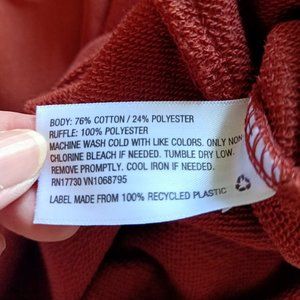 BODY: 76% COTTON / 24% POLYESTER
RUFFLE: 100% POLYESTER
MACHINE WASH COLD WITH LIKE COLORS. ONLY NON
CHLORINE BLEACH IF NEEDED. TUMBLE DRY LOW.
REMOVE PROMPTLY. COOL IRON IF NEEDED.
RN17730 VN1068795
LABEL MADE FROM 100% RECYCLED PLASTIC